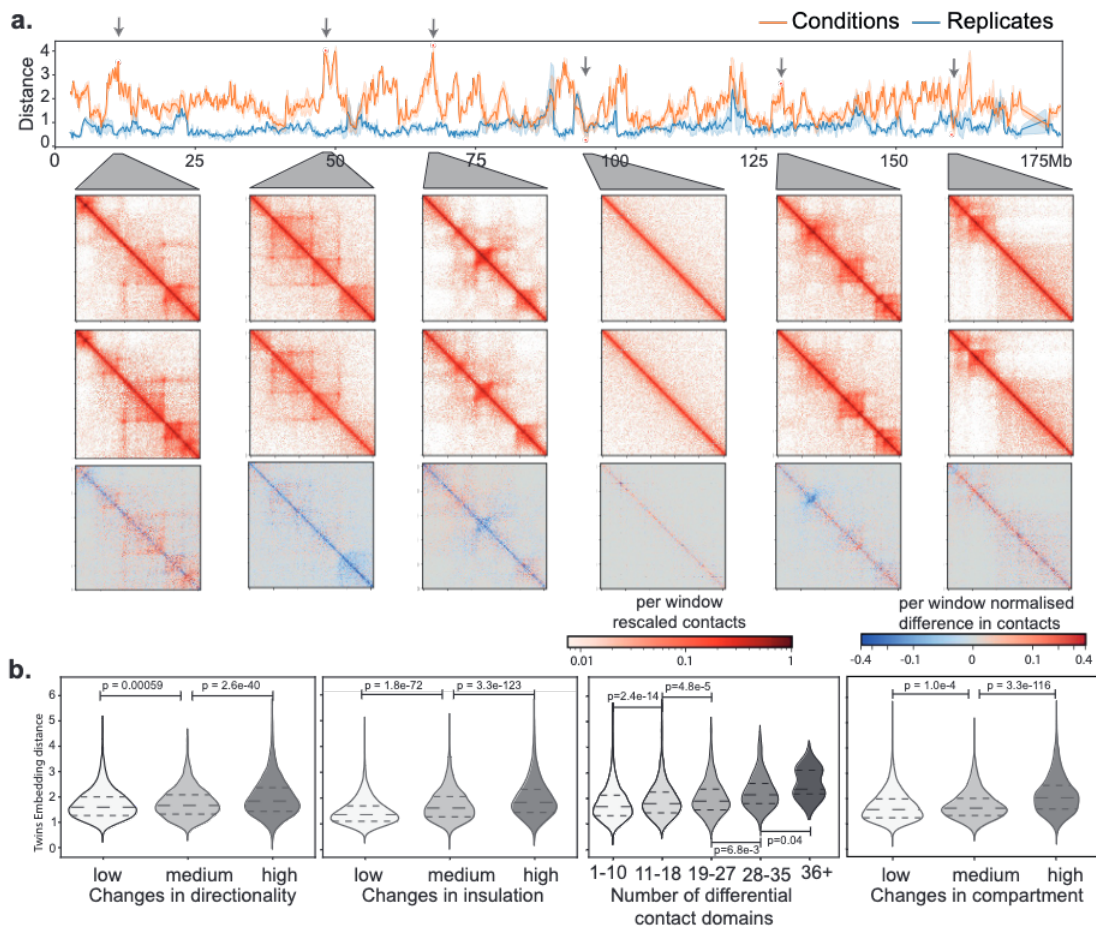 a.
Conditions Replicates
Distance
4
3
2
1
0
0 25 50 75 100 125 150 175Mb
per window
rescaled contacts
0.01 0.1 1
per window normalised
difference in contacts
-0.4 -0.1 0 0.1 0.4
b.
Twins Embedding distance
6
5
4
3
2
1
0
p = 0.00059 p = 2.6e-40
low medium high
Changes in directionality
p = 1.8e-72 p = 3.3e-123
low medium high
Changes in insulation
p=2.4e-14 p=4.8e-5
p=6.8e-3 p=0.04
1-10 11-18 19-27 28-35 36+
Number of differential
contact domains
p = 1.0e-4 p = 3.3e-116
low medium high
Changes in compartment